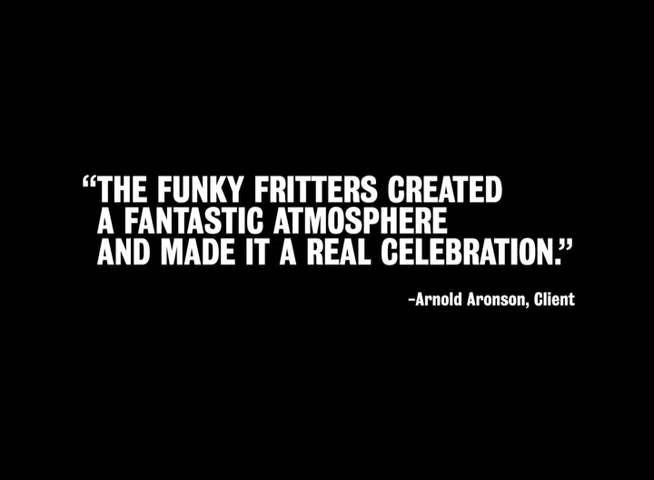 “THE FUNKY FRITTERS CREATED
A FANTASTIC ATMOSPHERE
AND MADE IT A REAL CELEBRATION.”
–Arnold Aronson, Client